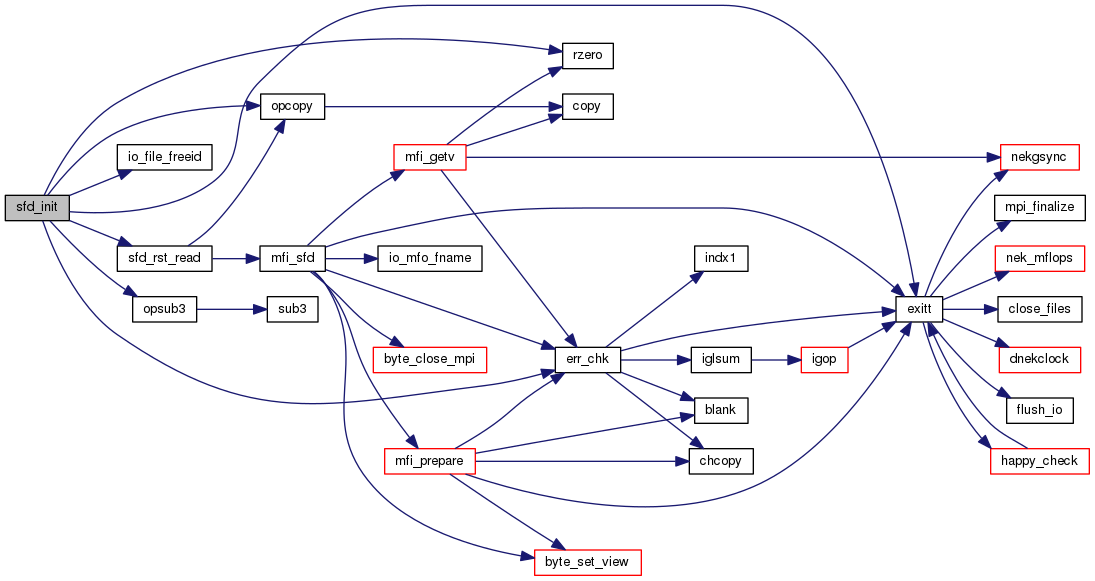 sfd_init
io_file_freeid
sfd_rst_read
opsub3
opcopy
mfi_sfd
sub3
mfi_getv
io_mfo_fname
byte_close_mpi
mfi_prepare
rzero
copy
err_chk
byte_set_view
indx1
iglsum
blank
chcopy
igop
exitt
nekgsync
mpi_finalize
nek_mflops
close_files
dnekclock
flush_io
happy_check